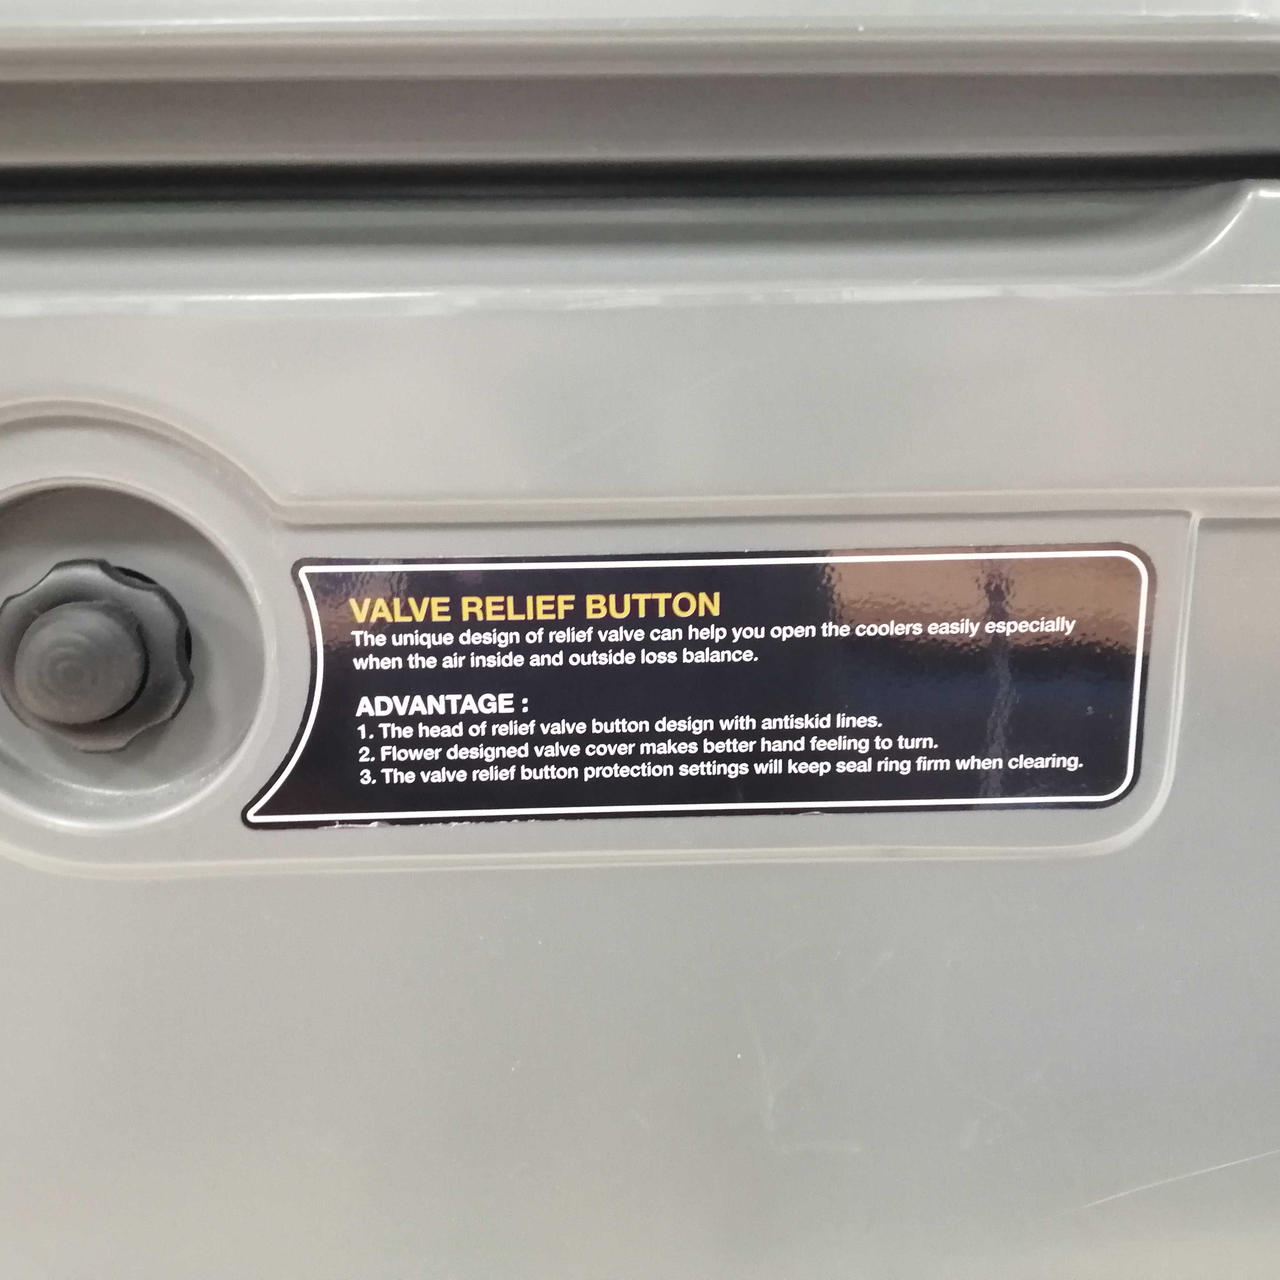 VALVE RELIEF BUTTON
The unique design of relief valve can help you open the coolers easily especially
when the air inside and outside loss balance.
ADVANTAGE :
1. The head of relief valve button design with antiskid lines.
2. Flower designed valve cover makes better hand feeling to turn.
3. The valve relief button protection settings will keep seal ring firm when clearing.